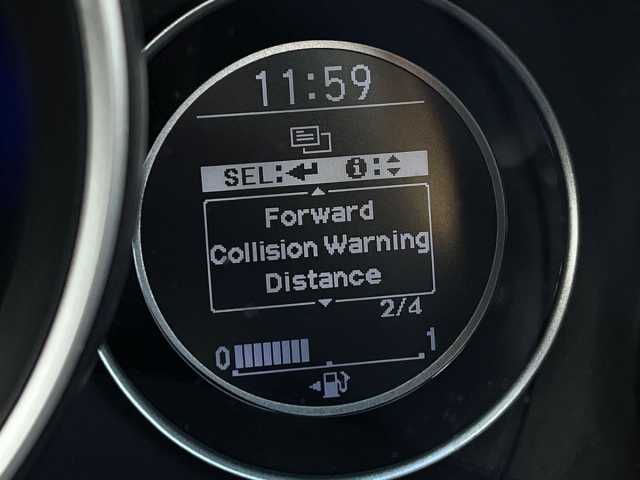 11:59
SEL: i:
Forward
Collision Warning
Distance
2/4
0 1